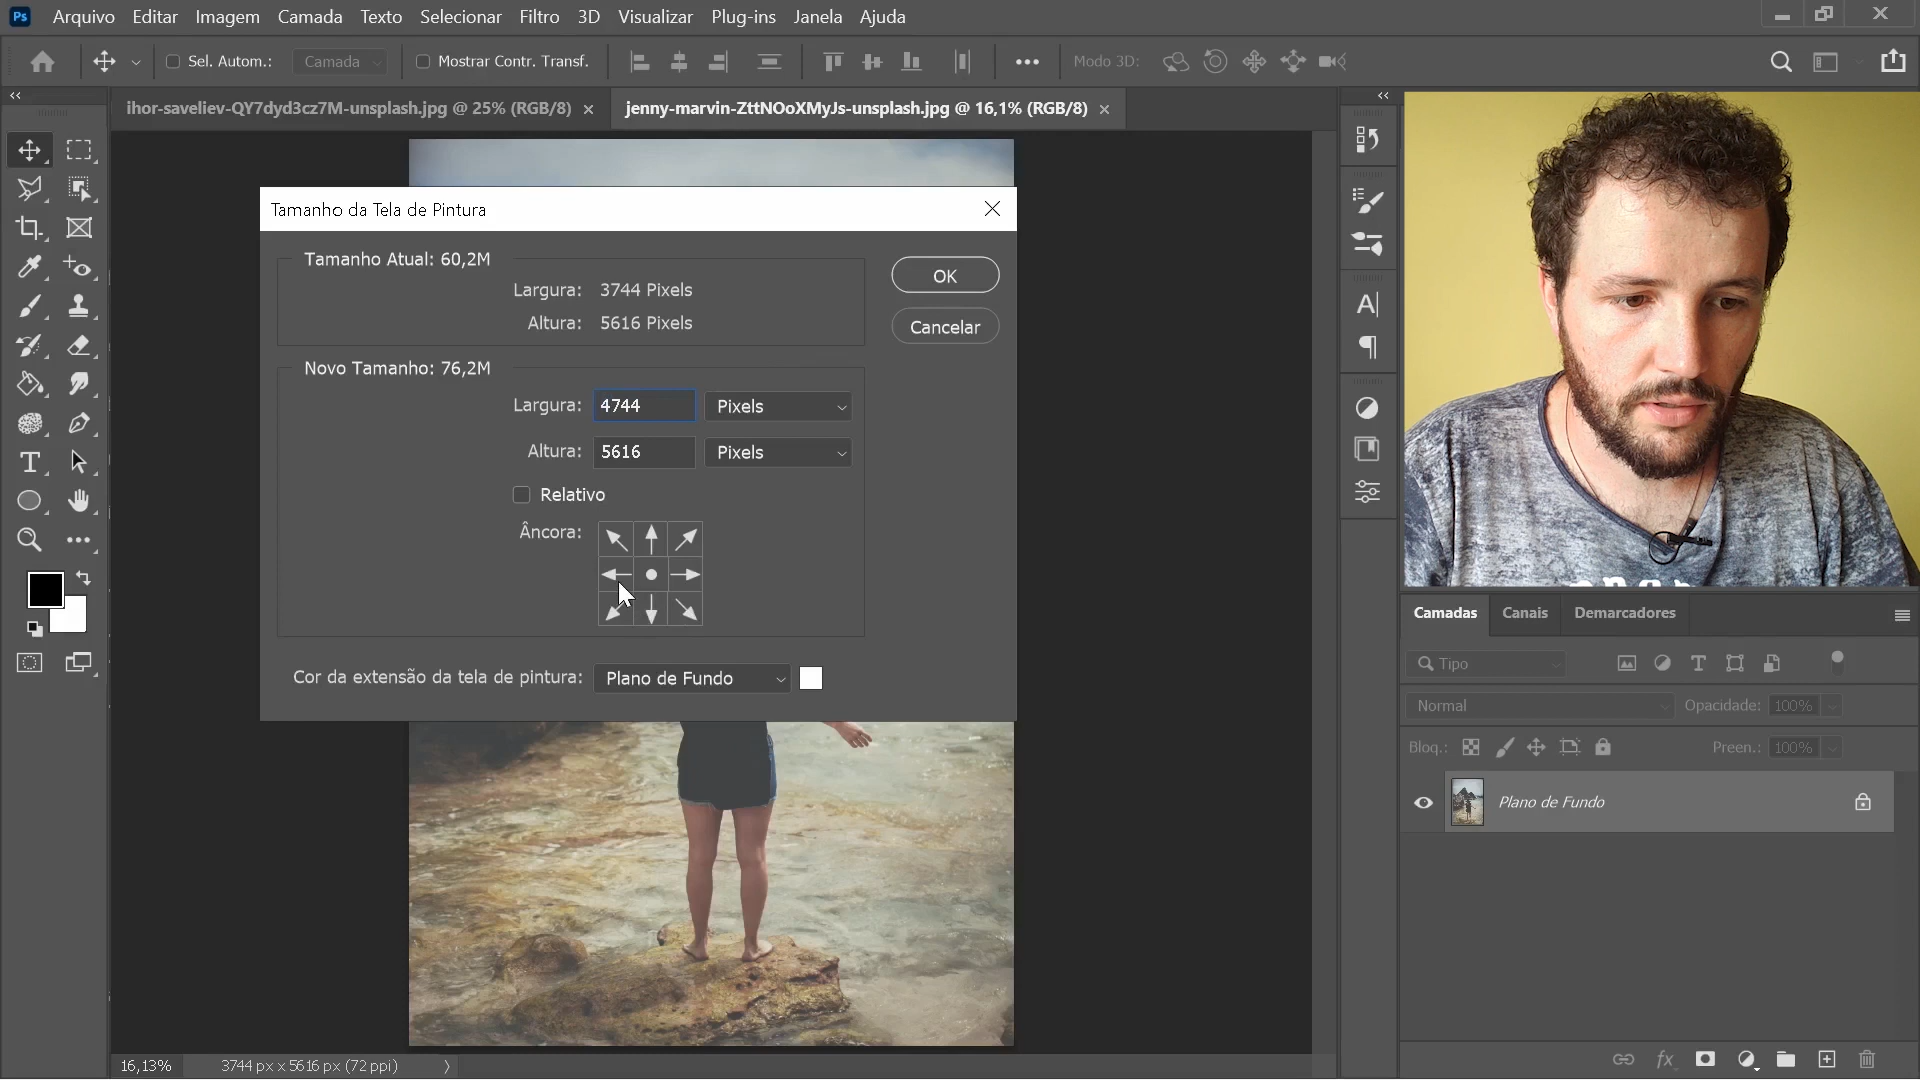 Ps Arquivo Editar Imagem Camada Texto Selecionar Filtro 3D Visualizar Plug-ins Janela Ajuda
Sel. Autom.: Camada Mostrar Contr. Transf. Modo 3D:
ihor-saveliev-QY7dyd3cz7M-unsplash.jpg @ 25% (RGB/8) jenny-marvin-ZttNOoXMyJs-unsplash.jpg @ 16,1% (RGB/8)
Tamanho da Tela de Pintura
Tamanho Atual: 60,2M
Largura: 3744 Pixels
Altura: 5616 Pixels
OK
Cancelar
Novo Tamanho: 76,2M
Largura: 4744 Pixels
Altura: 5616 Pixels
Relativo
Âncora:
Cor da extensão da tela de pintura: Plano de Fundo
Camadas Canais Demarcadores
Tipo
Normal Opacidade: 100%
Bloq.: Preen.: 100%
Plano de Fundo
16,13% 3744 px x 5616 px (72 ppi)